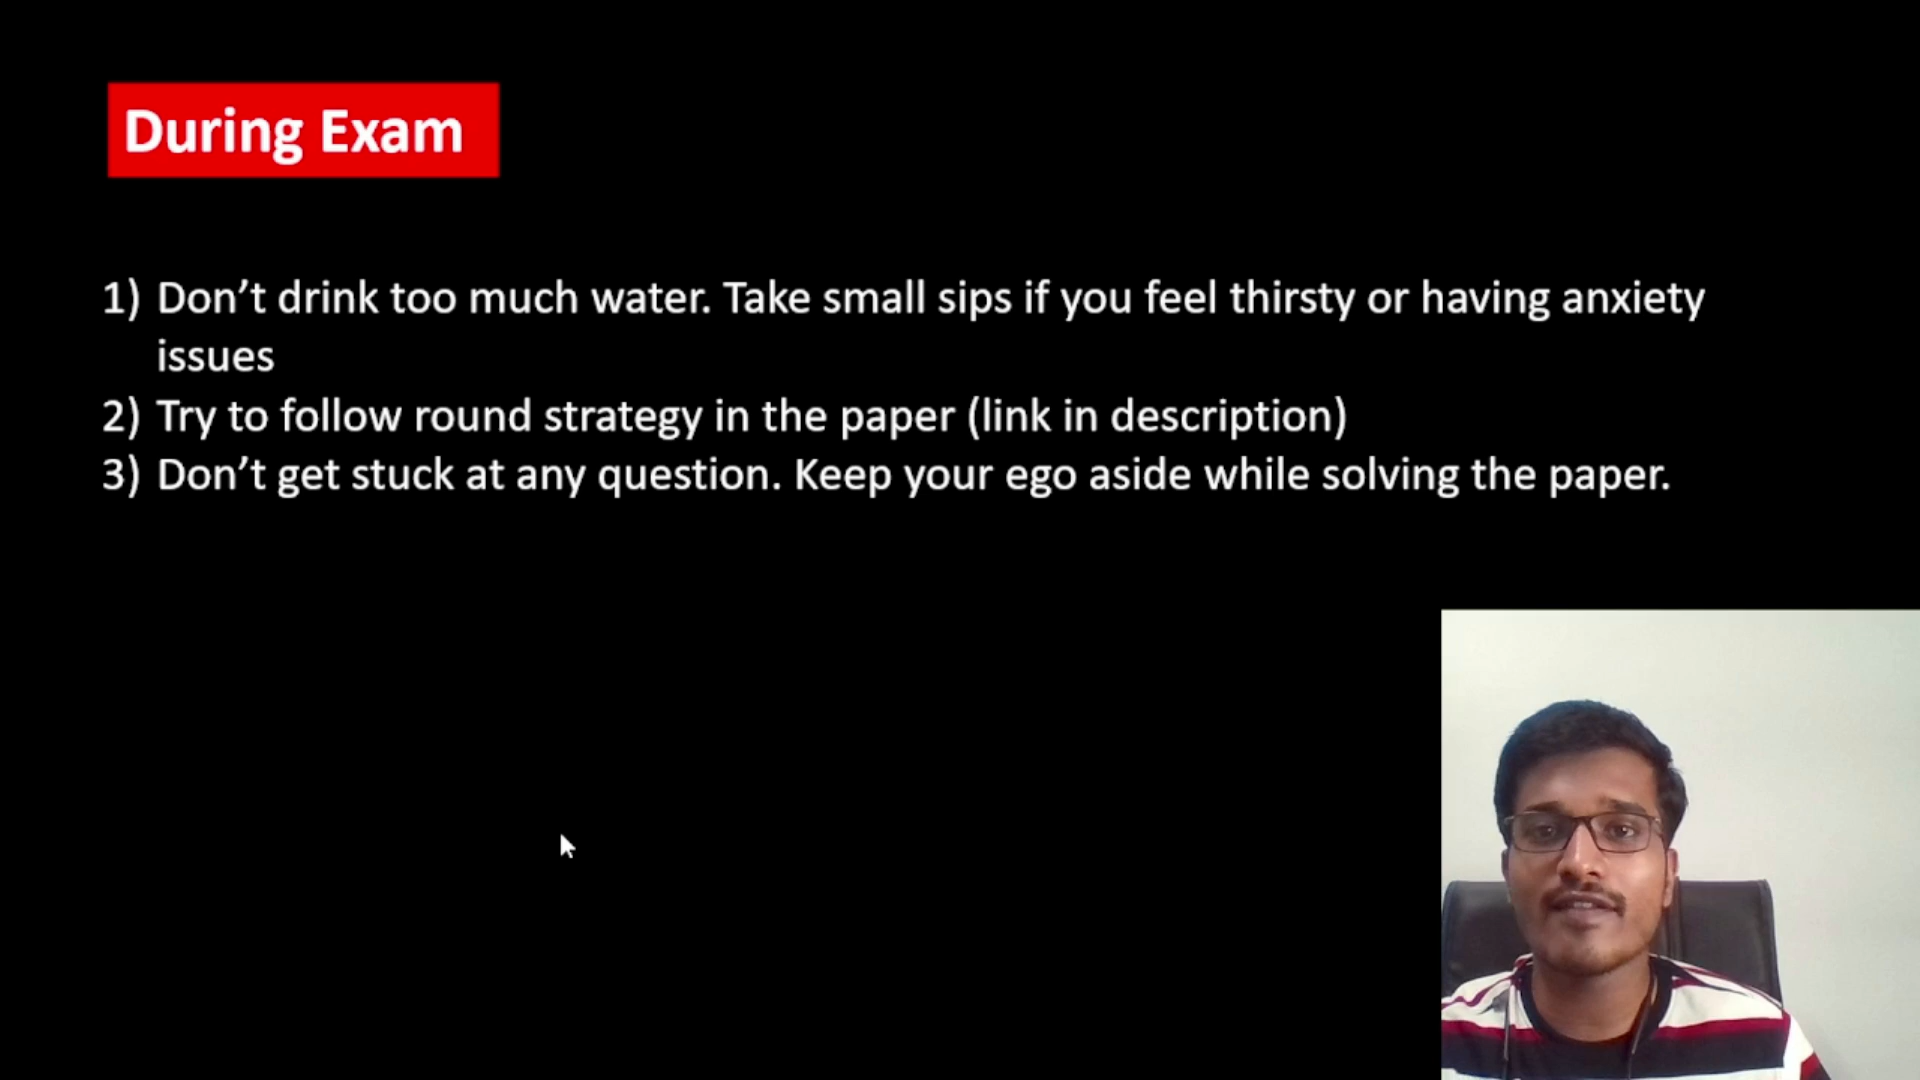 During Exam
1) Don’t drink too much water. Take small sips if you feel thirsty or having anxiety
issues
2) Try to follow round strategy in the paper (link in description)
3) Don’t get stuck at any question. Keep your ego aside while solving the paper.